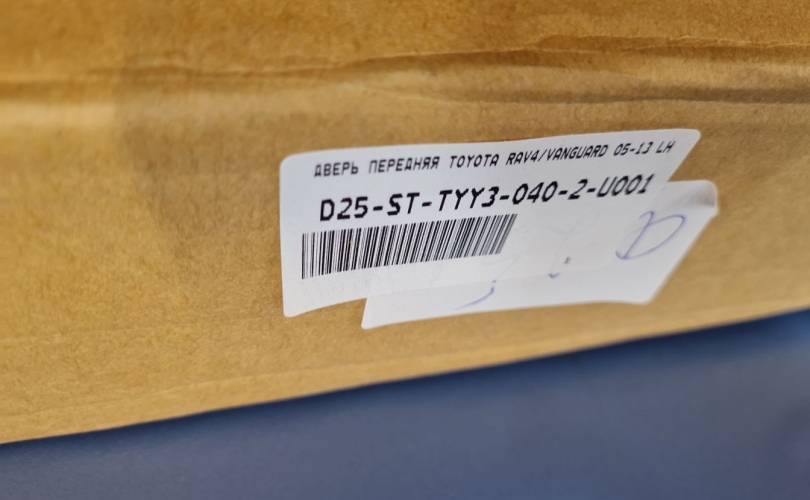 ДВЕРЬ ПЕРЕДНЯЯ TOYOTA RAV4/VANGUARD 05-13 LH
D25-ST-TYY3-040-2-U001